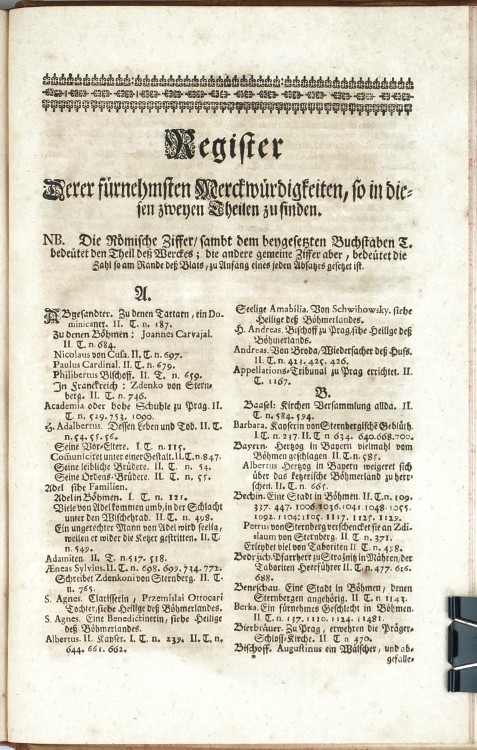 Register
Derer fürnehmsten Merckwürdigkeiten, so in die-
sen zweyen Theilen zu finden.
NB. Die Römische Ziffer/ sambt dem beygesetzten Buchstaben T.
bedeütet den Theil deß Werckes; die andere gemeine Ziffer aber, bedeütet die
Zahl so am Rande deß Blats, zu Anfang eines jeden Absatzes gesetzt ist.
A.
ABgesandter. Zu denen Tartarn, ein Do-
minicaner. II. T. n. 187.
Zu denen Böhmen: Joannes Carvajal.
II. T. n. 684.
Nicolaus von Cusa. II. T. n. 697.
Paulus Cardinal. II. T. n. 679.
Philibertus Bischoff. II. T. n. 659.
In Franckreich: Zdenko von Stern-
berg. II. T. n. 746.
Academia oder hohe Schuhle zu Prag. II.
T. n. 529. 753. 1090.
H. Adalbertus. Dessen Leben und Tod. II. T.
n. 54. 55. 56.
Seine Vor-Eltere. I. T. n. 115.
Com̄unicirt unter einer Gestalt. II. T. n. 847.
Seine leibliche Brüdere. II. T. n. 54.
Seine Ordens-Brüdere. II. T. n. 55.
Adel sihe Familien.
Adel in Böhmen. I. T. n. 121.
Viele von Adel kommen umb, in der Schlacht
unter den Wischehrad. II. T. n. 498.
Ein ungerechter Mann von Adel wird seelig,
weilen er wider die Ketzer gestritten. II. T.
n. 549.
Adamiten II. T. n. 517. 518.
Æneas Sylvius. II. T. n. 698. 699. 734. 772.
Schreibet Zdenkoni von Sternberg. II. T.
n. 765.
S. Agnes. Clarisserin, Przemislai Ottocari
Tochter, siehe Heilige deß Böhmerlandes.
S. Agnes. Eine Benedictinerin, siehe Heilige
deß Böhmerlandes.
Albertus. II. Kayser. I. T. n. 239. II. T. n.
644. 661. 662.
Seelige Amabilia. Von Schwihowsky. siehe
Heilige deß Böhmerlandes.
H. Andreas. Bischoff zu Prag, sihe Heilige deß
Böhmerlands.
Andreas. Von Broda, Wiedersacher deß Huß.
II. T. n. 421. 425. 426.
Appellations-Tribunal zu Prag errichtet. II.
T. 1167.
B.
Baasel: Kirchen Versammlung allda. II.
T. n. 584. 594.
Barbara. Kayserin von Sternbergische Geblüth.
I. T. n. 237. II. T. n. 634. 640. 668. 700.
Bayern. Hertzog in Bayern vielmahl vom
Böhmen geschlagen. II. T. n. 585.
Albertus Hertzog in Bayern weigeret sich
über das ketzerische Böhmerland zu herr-
schen. II. T. n. 665.
Bechin. Eine Stadt in Böhmen. II. T. n. 109.
337. 447. 1006. 1036. 1041. 1048. 1055.
1092. 1104. 1105. 1117. 1125. 1129.
Petrus von Sternberg verschencket sie an Zdi-
slaum von Sternberg. II. T. n. 371.
Erleydet viel von Taboriten II. T. n. 458.
Bedrzich. Pfarrherr zu Straßnitz in Mähren, der
Taboriten Heerführer II. T. n. 477. 616.
688.
Beneschau. Eine Stadt in Böhmen, denen
Sternbergen angehörig. II. T. n. 1143.
Berka. Ein fürnehmes Geschlecht in Böhmen.
II. T. n. 137. 1110. 1124. 11481.
Bierbräuer. Zu Prag, erwehren die Präger-
Schloß-Kirche. II. T. n. 470.
Bischoff. Augustinus ein Wälscher, und ab-
gefalle-